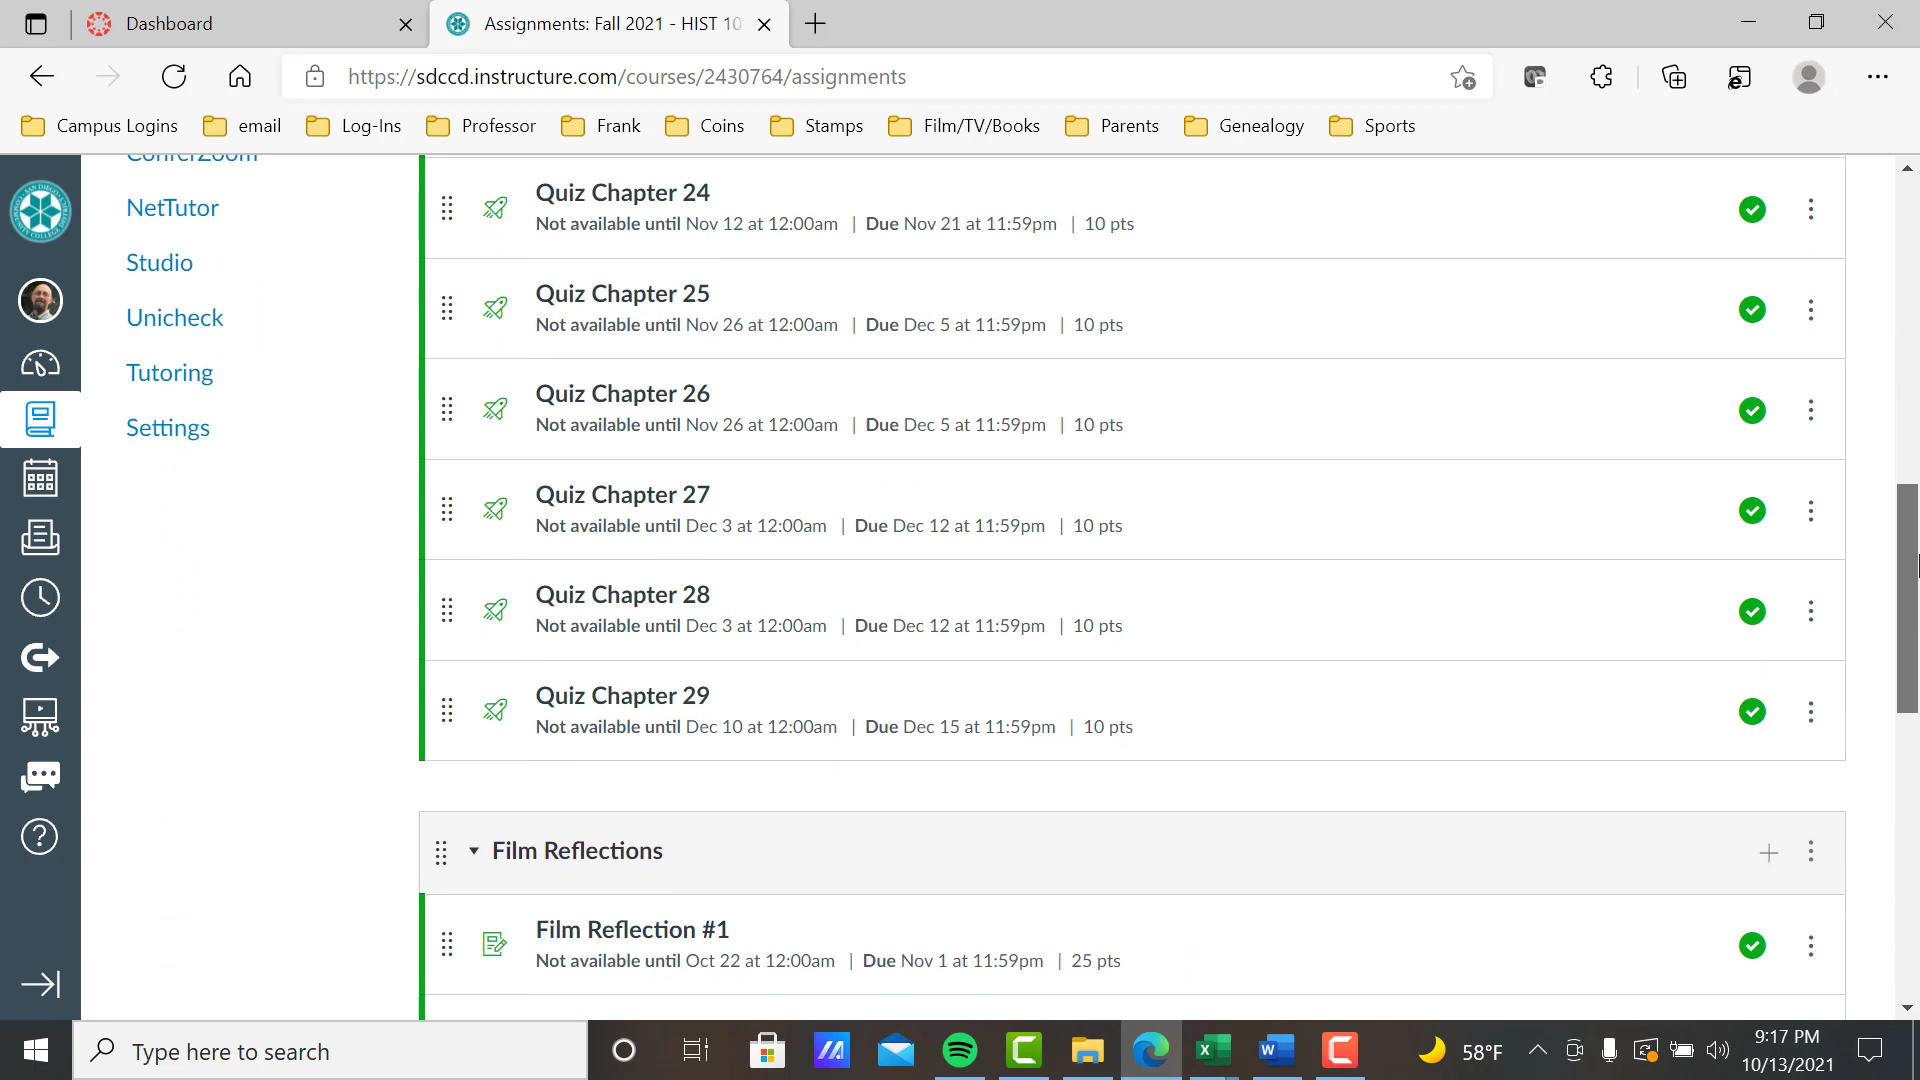 Dashboard
Assignments: Fall 2021 - HIST 10
https://sdccd.instructure.com/courses/2430764/assignments
Campus Logins
email
Log-Ins
Professor
Frank
Coins
Stamps
Film/TV/Books
Parents
Genealogy
Sports
ConferZoom
NetTutor
Studio
Unicheck
Tutoring
Settings
Quiz Chapter 24
Not available until Nov 12 at 12:00am | Due Nov 21 at 11:59pm | 10 pts
Quiz Chapter 25
Not available until Nov 26 at 12:00am | Due Dec 5 at 11:59pm | 10 pts
Quiz Chapter 26
Not available until Nov 26 at 12:00am | Due Dec 5 at 11:59pm | 10 pts
Quiz Chapter 27
Not available until Dec 3 at 12:00am | Due Dec 12 at 11:59pm | 10 pts
Quiz Chapter 28
Not available until Dec 3 at 12:00am | Due Dec 12 at 11:59pm | 10 pts
Quiz Chapter 29
Not available until Dec 10 at 12:00am | Due Dec 15 at 11:59pm | 10 pts
Film Reflections
Film Reflection #1
Not available until Oct 22 at 12:00am | Due Nov 1 at 11:59pm | 25 pts
Type here to search
58°F
9:17 PM
10/13/2021